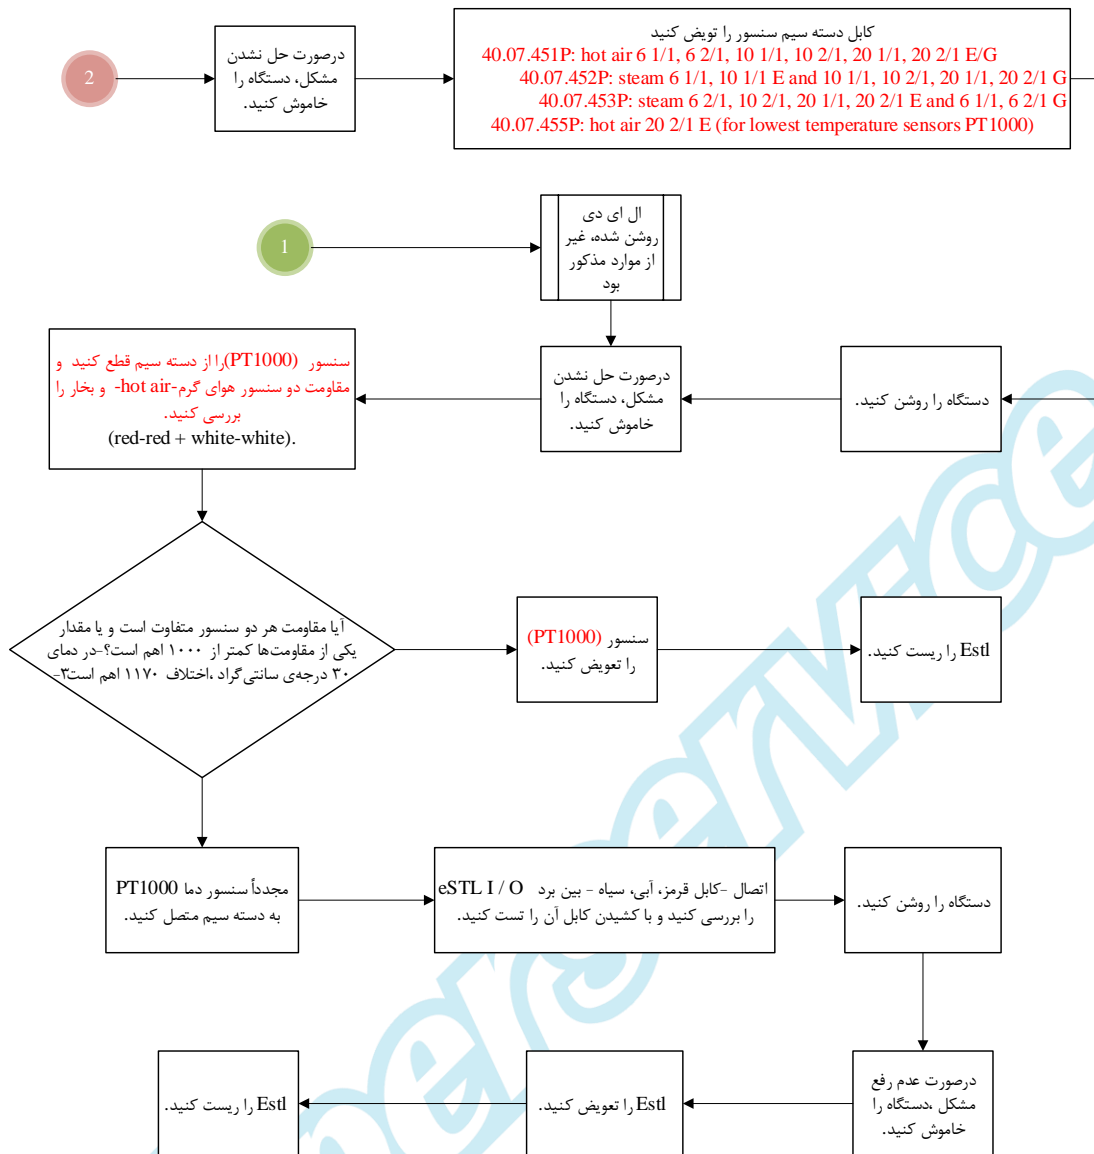 2
درصورت حل نشدن
مشکل، دستگاه را
خاموش کنید.
کابل دسته سیم سنسور را تویض کنید
40.07.451P: hot air 6 1/1, 6 2/1, 10 1/1, 10 2/1, 20 1/1, 20 2/1 E/G
40.07.452P: steam 6 1/1, 10 1/1 E and 10 1/1, 10 2/1, 20 1/1, 20 2/1 G
40.07.453P: steam 6 2/1, 10 2/1, 20 1/1, 20 2/1 E and 6 1/1, 6 2/1 G
40.07.455P: hot air 20 2/1 E (for lowest temperature sensors PT1000)
1
ال ای دی
روشن شده، غیر
از موارد مذکور
بود
دستگاه را روشن کنید.
درصورت حل نشدن
مشکل، دستگاه را
خاموش کنید.
سنسور (PT1000)را از دسته سیم قطع کنید و
مقاومت دو سنسور هوای گرم-hot air- و بخار را
بررسی کنید.
(red-red + white-white).
آیا مقاومت هر دو سنسور متفاوت است و یا مقدار
یکی از مقاومت‌ها کمتر از ۱۰۰۰ اهم است؟-در دمای
۳۰ درجه‌ی سانتی‌گراد ،اختلاف ۱۱۷۰ اهم است۳-
سنسور (PT1000)
را تعویض کنید.
Estl را ریست کنید.
مجدداً سنسور دما PT1000
به دسته سیم متصل کنید.
اتصال -کابل قرمز، آبی، سیاه - بین برد eSTL I / O
را بررسی کنید و با کشیدن کابل آن را تست کنید.
دستگاه را روشن کنید.
درصورت عدم رفع
مشکل ،دستگاه را
خاموش کنید.
Estl را تعویض کنید.
Estl را ریست کنید.
perservice